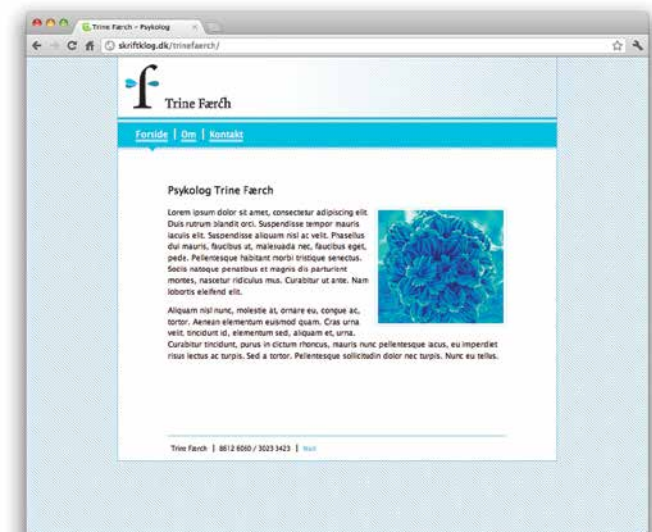 Trine Færch - Psykolog
skriftklog.dk/trinefaerch/
f
Trine Færch
Forside | Om | Kontakt
Psykolog Trine Færch
Lorem ipsum dolor sit amet, consectetur adipiscing elit.
Duis rutrum blandit orci. Suspendisse tempor mauris
iaculis elit. Suspendisse aliquam nisl ac velit. Phasellus
dui mauris, faucibus ut, malesuada nec, faucibus eget,
pede. Pellentesque habitant morbi tristique senectus.
Sociis natoque penatibus et magnis dis parturient
montes, nascetur ridiculus mus. Curabitur ut ante. Nam
lobortis eleifend elit.
Aliquam nisl nunc, molestie at, ornare eu, congue ac,
tortor. Aenean elementum euismod quam. Cras urna
velit, tincidunt id, elementum sed, aliquam et, urna.
Curabitur tincidunt, purus in dictum rhoncus, mauris nunc pellentesque lacus, eu imperdiet
risus lectus ac turpis. Sed a tortor. Pellentesque sollicitudin dolor nec turpis. Nunc eu tellus.
Trine Færch | 8612 6060 / 3023 3423 | Mail